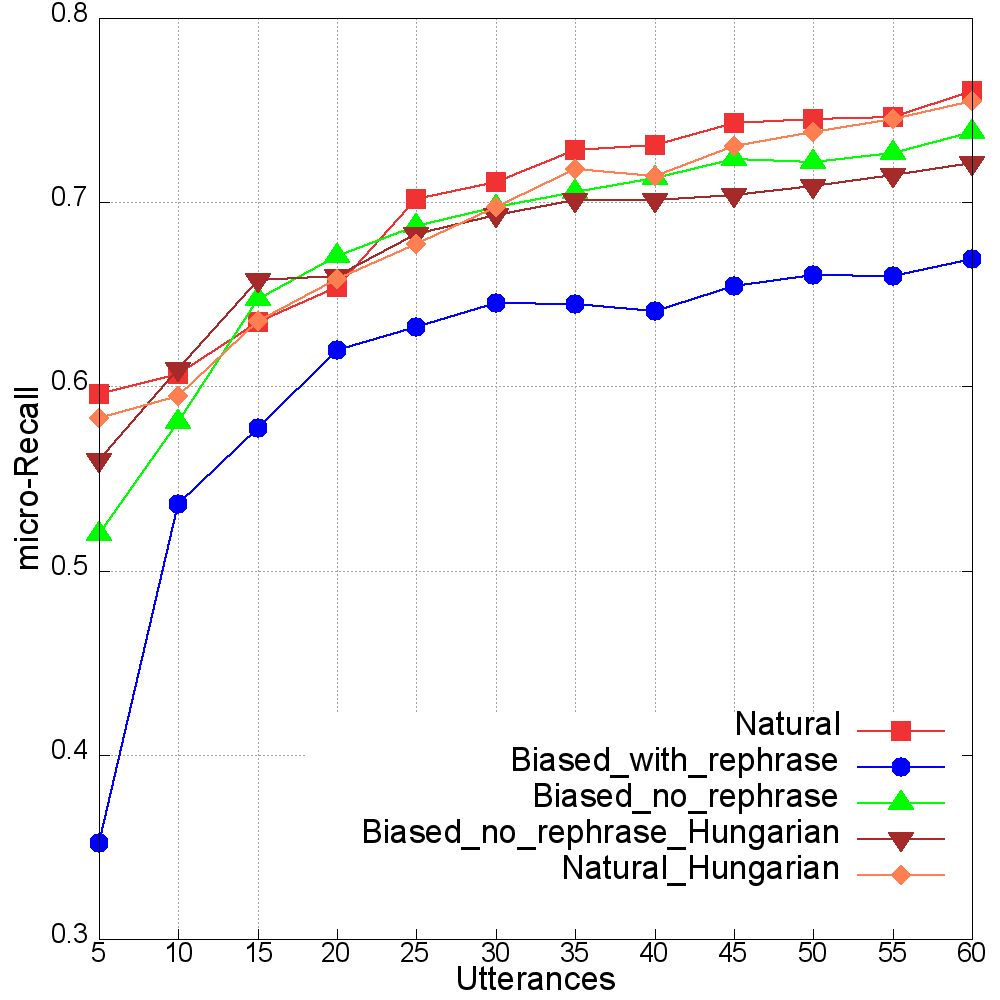 0.8
0.7
0.6
0.5
0.4
0.3
micro-Recall
Natural
Biased_with_rephrase
Biased_no_rephrase
Biased_no_rephrase_Hungarian
Natural_Hungarian
5 10 15 20 25 30 35 40 45 50 55 60
Utterances